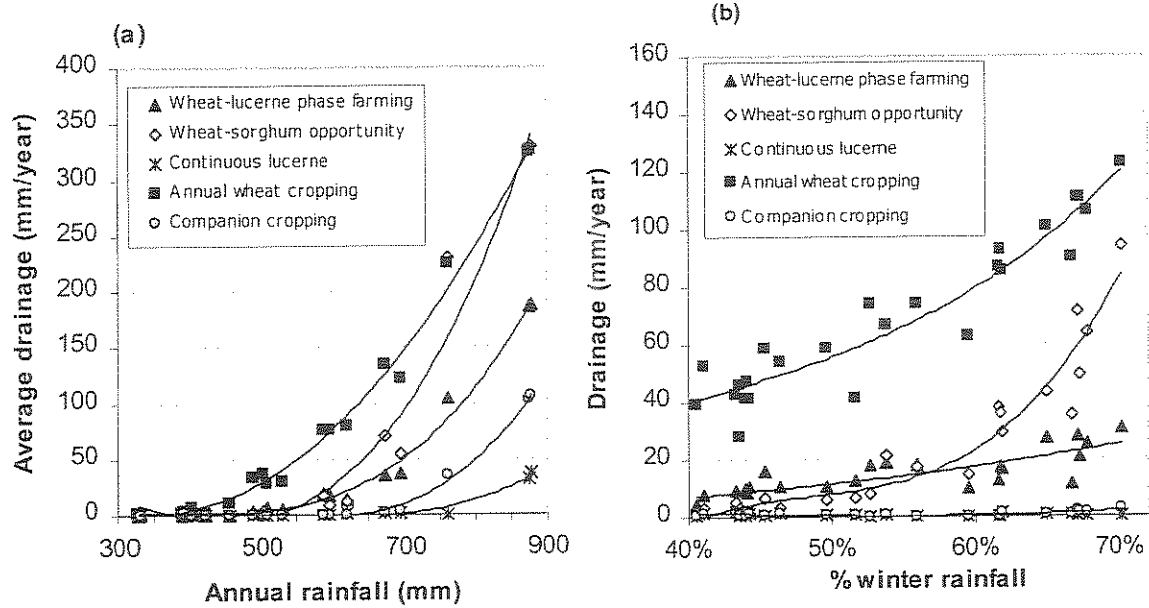 (a)
400
350
300
250
200
150
100
50
0
Average drainage (mm/year)
Wheat-lucerne phase farming
Wheat-sorghum opportunity
Continuous lucerne
Annual wheat cropping
Companion cropping
300
500
700
900
Annual rainfall (mm)
(b)
160
140
120
100
80
60
40
20
0
Drainage (mm/year)
Wheat-lucerne phase farming
Wheat-sorghum opportunity
Continuous lucerne
Annual wheat cropping
Companion cropping
40%
50%
60%
70%
% winter rainfall